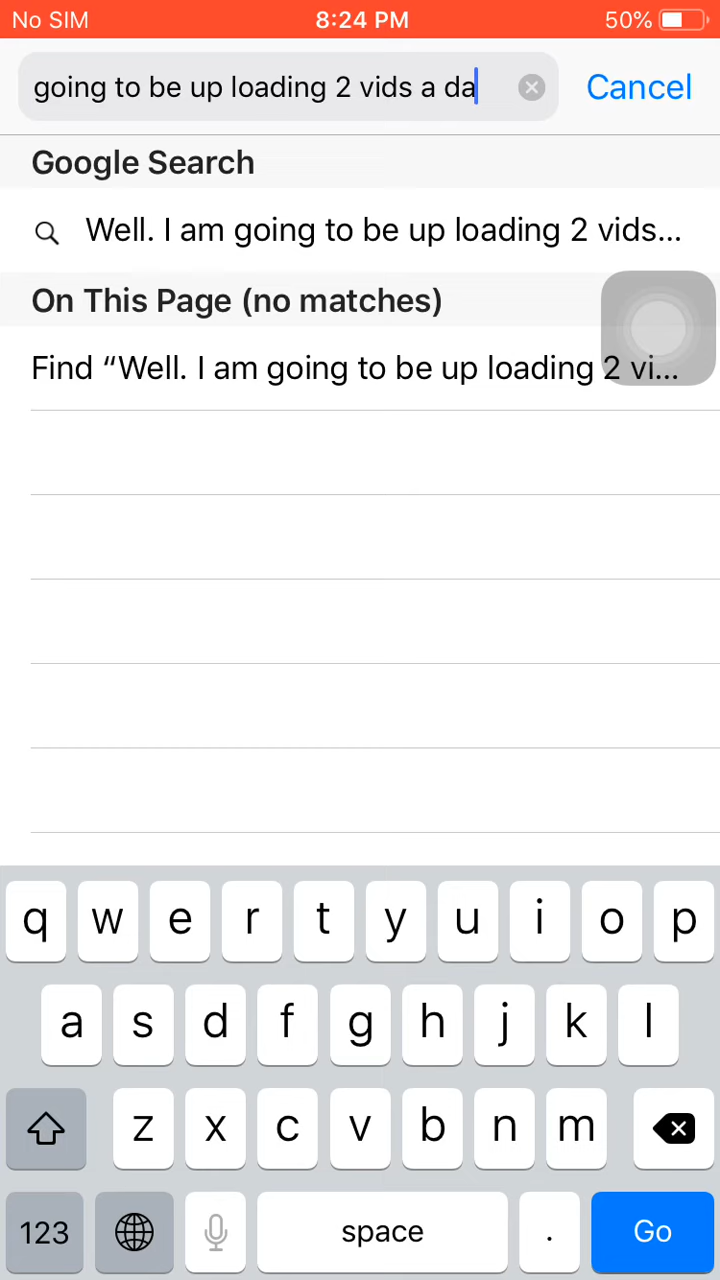 No SIM 8:24 PM 50%
going to be up loading 2 vids a da Cancel
Google Search
Well. I am going to be up loading 2 vids...
On This Page (no matches)
Find “Well. I am going to be up loading 2 vi...
q w e r t y u i o p
a s d f g h j k l
z x c v b n m
123 space . Go